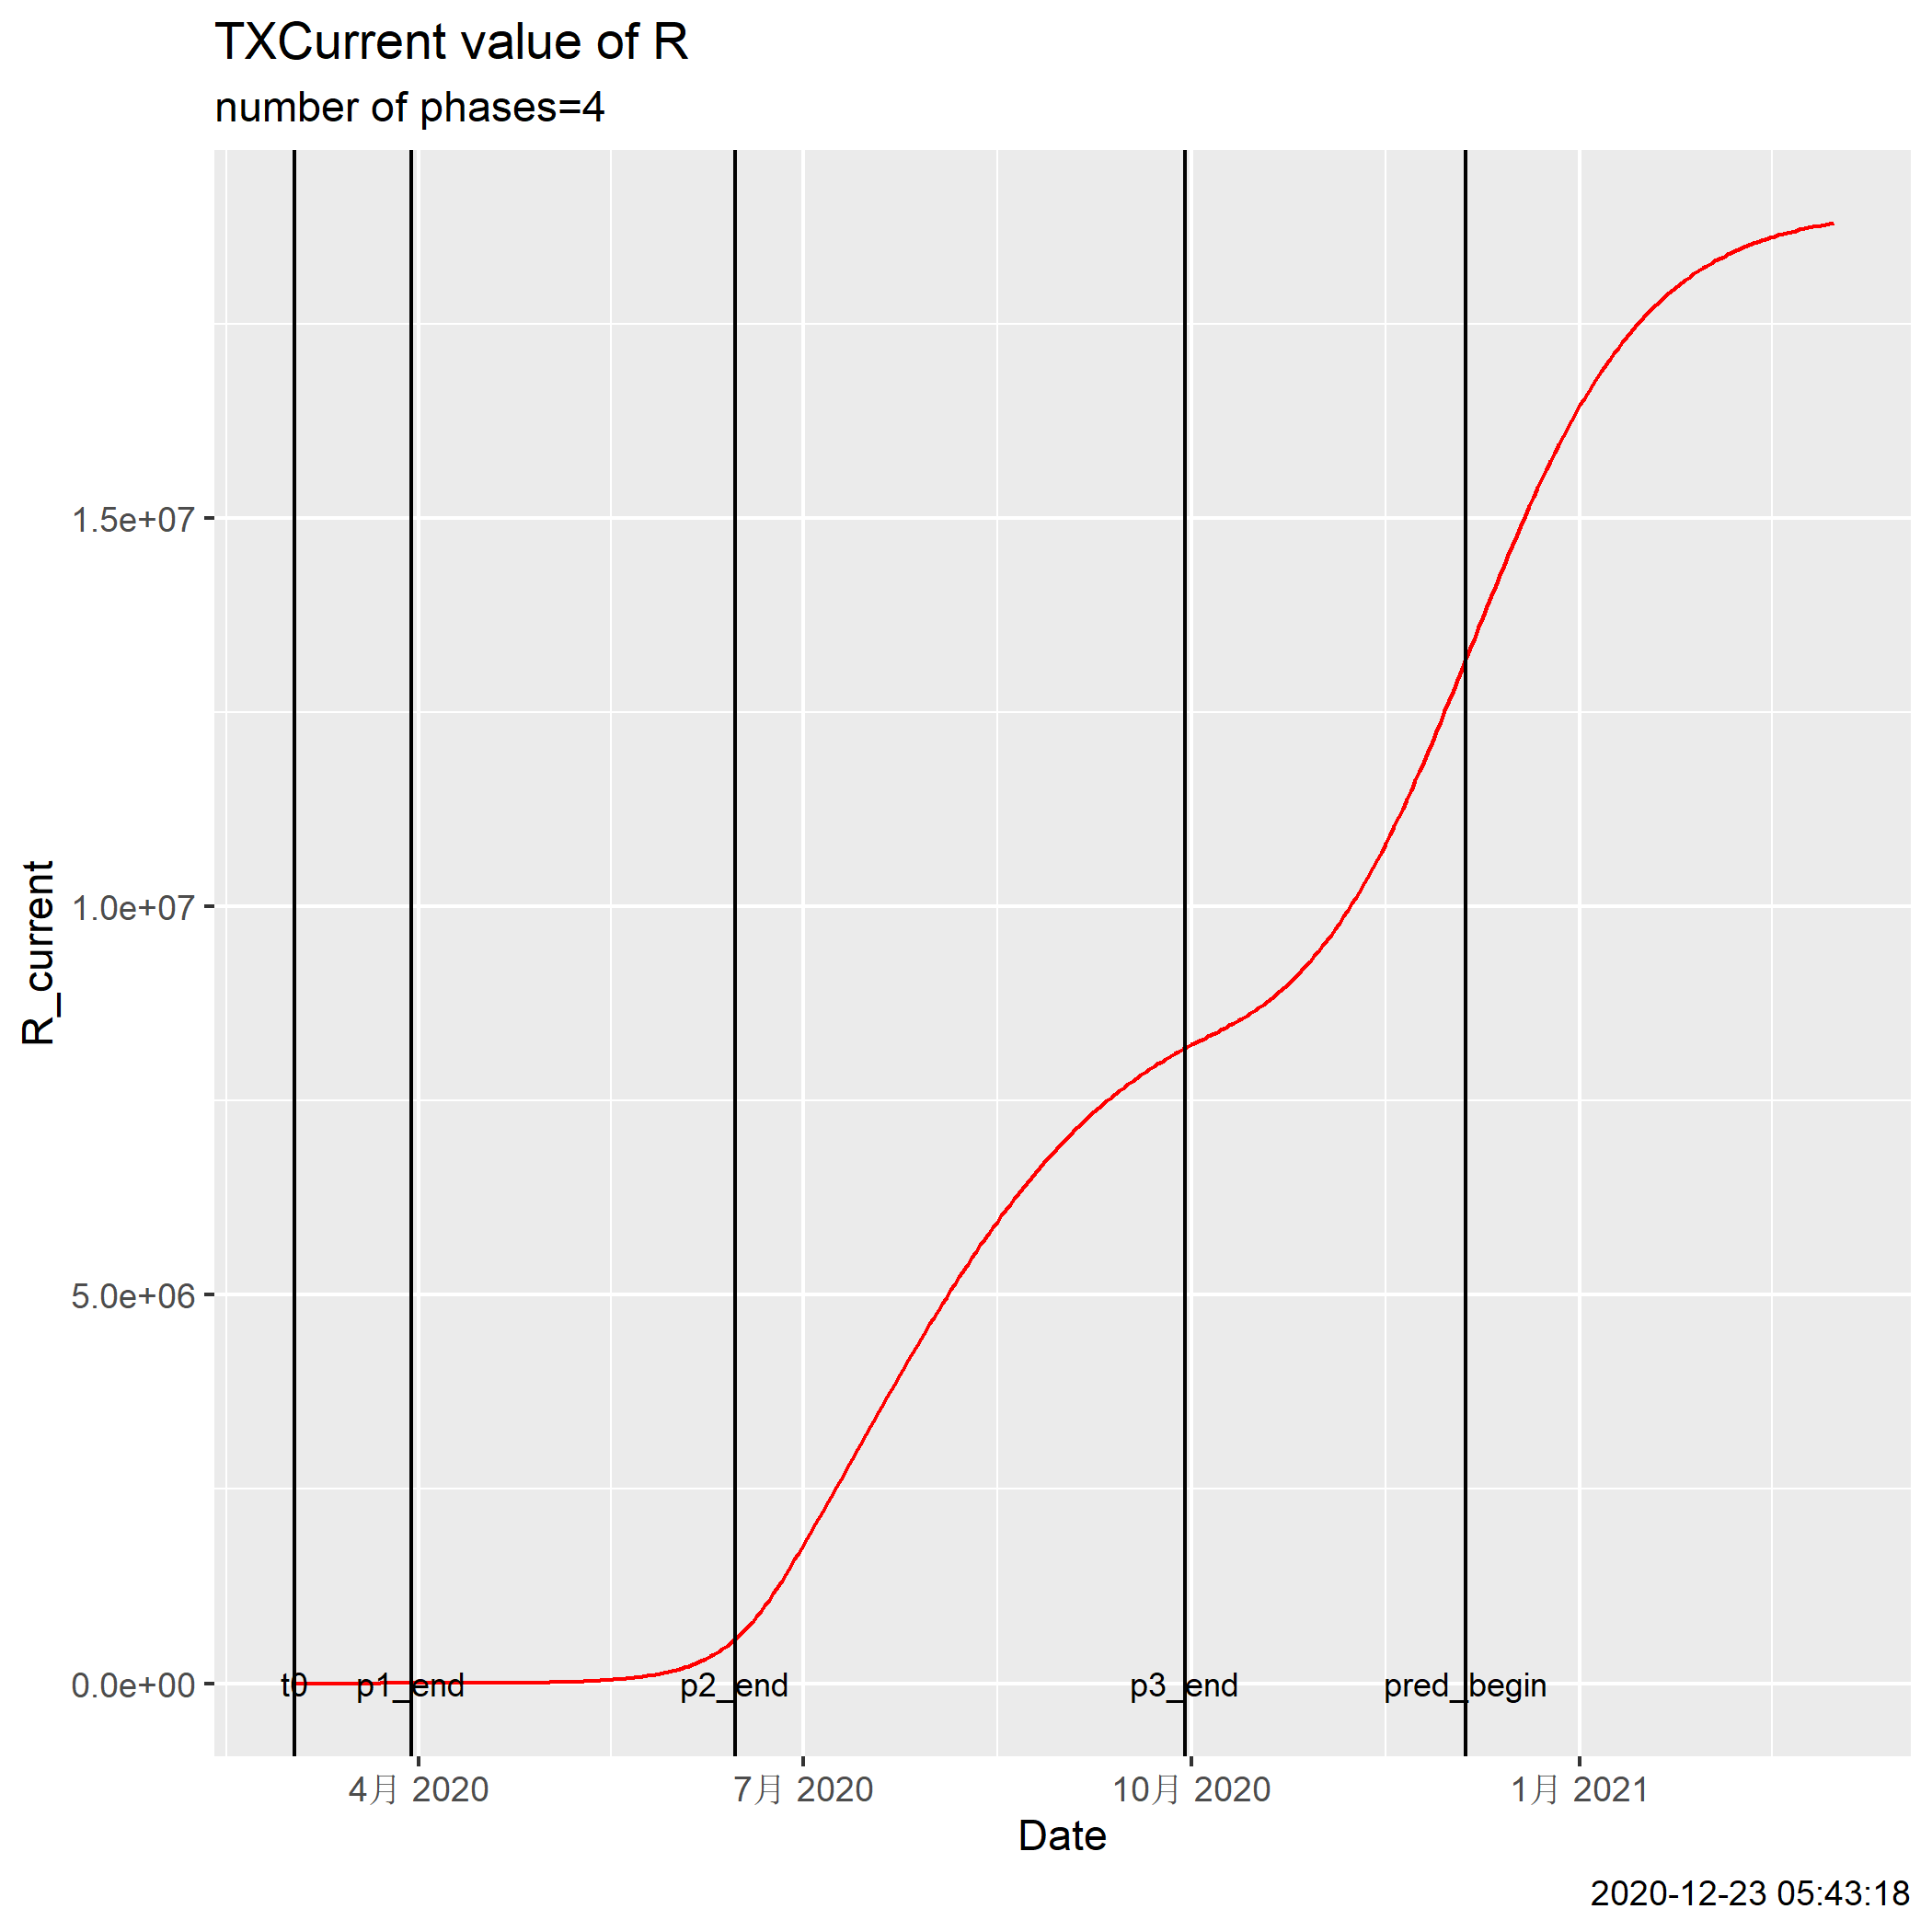 TXCurrent value of R
number of phases=4
R_current
1.5e+07
1.0e+07
5.0e+06
0.0e+00
t0 p1_end p2_end p3_end pred_begin
4月 2020 7月 2020 10月 2020 1月 2021
Date
2020-12-23 05:43:18